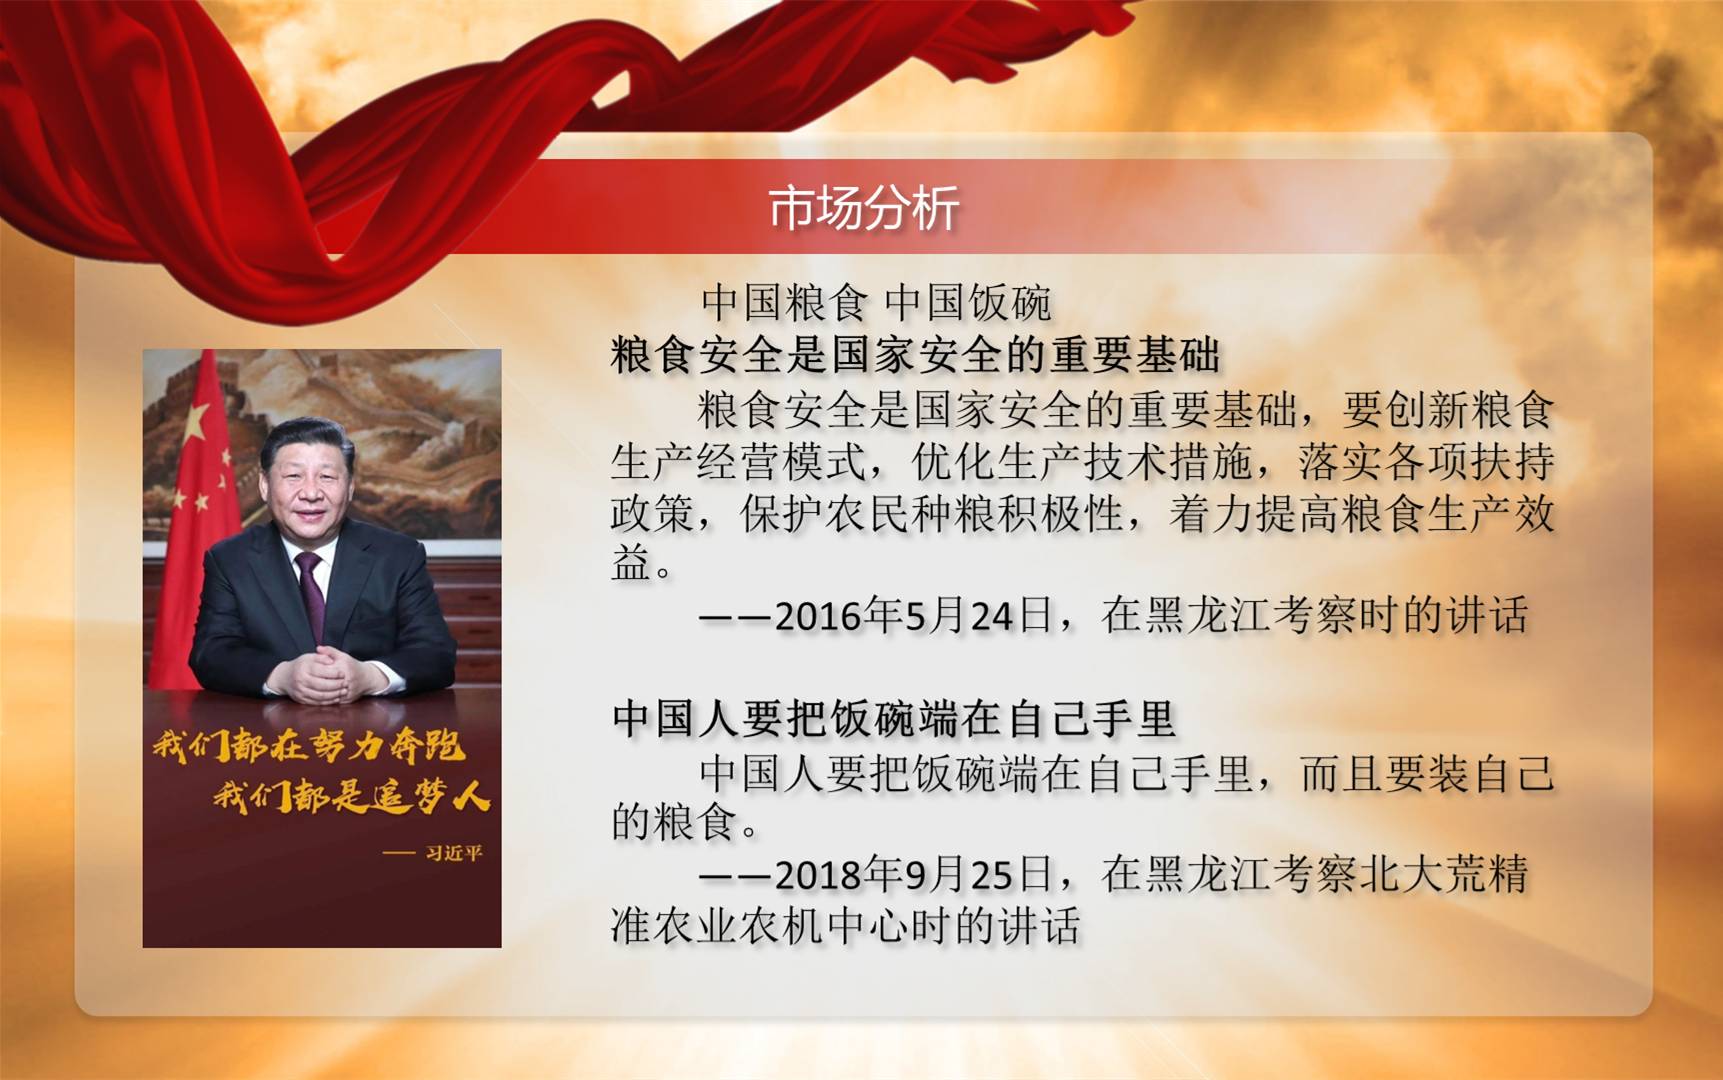 市场分析
中国粮食 中国饭碗
粮食安全是国家安全的重要基础
粮食安全是国家安全的重要基础，要创新粮食
生产经营模式，优化生产技术措施，落实各项扶持
政策，保护农民种粮积极性，着力提高粮食生产效
益。
——2016年5月24日，在黑龙江考察时的讲话
中国人要把饭碗端在自己手里
中国人要把饭碗端在自己手里，而且要装自己
的粮食。
——2018年9月25日，在黑龙江考察北大荒精
准农业农机中心时的讲话
我们都在努力奔跑
我们都是追梦人
—— 习近平